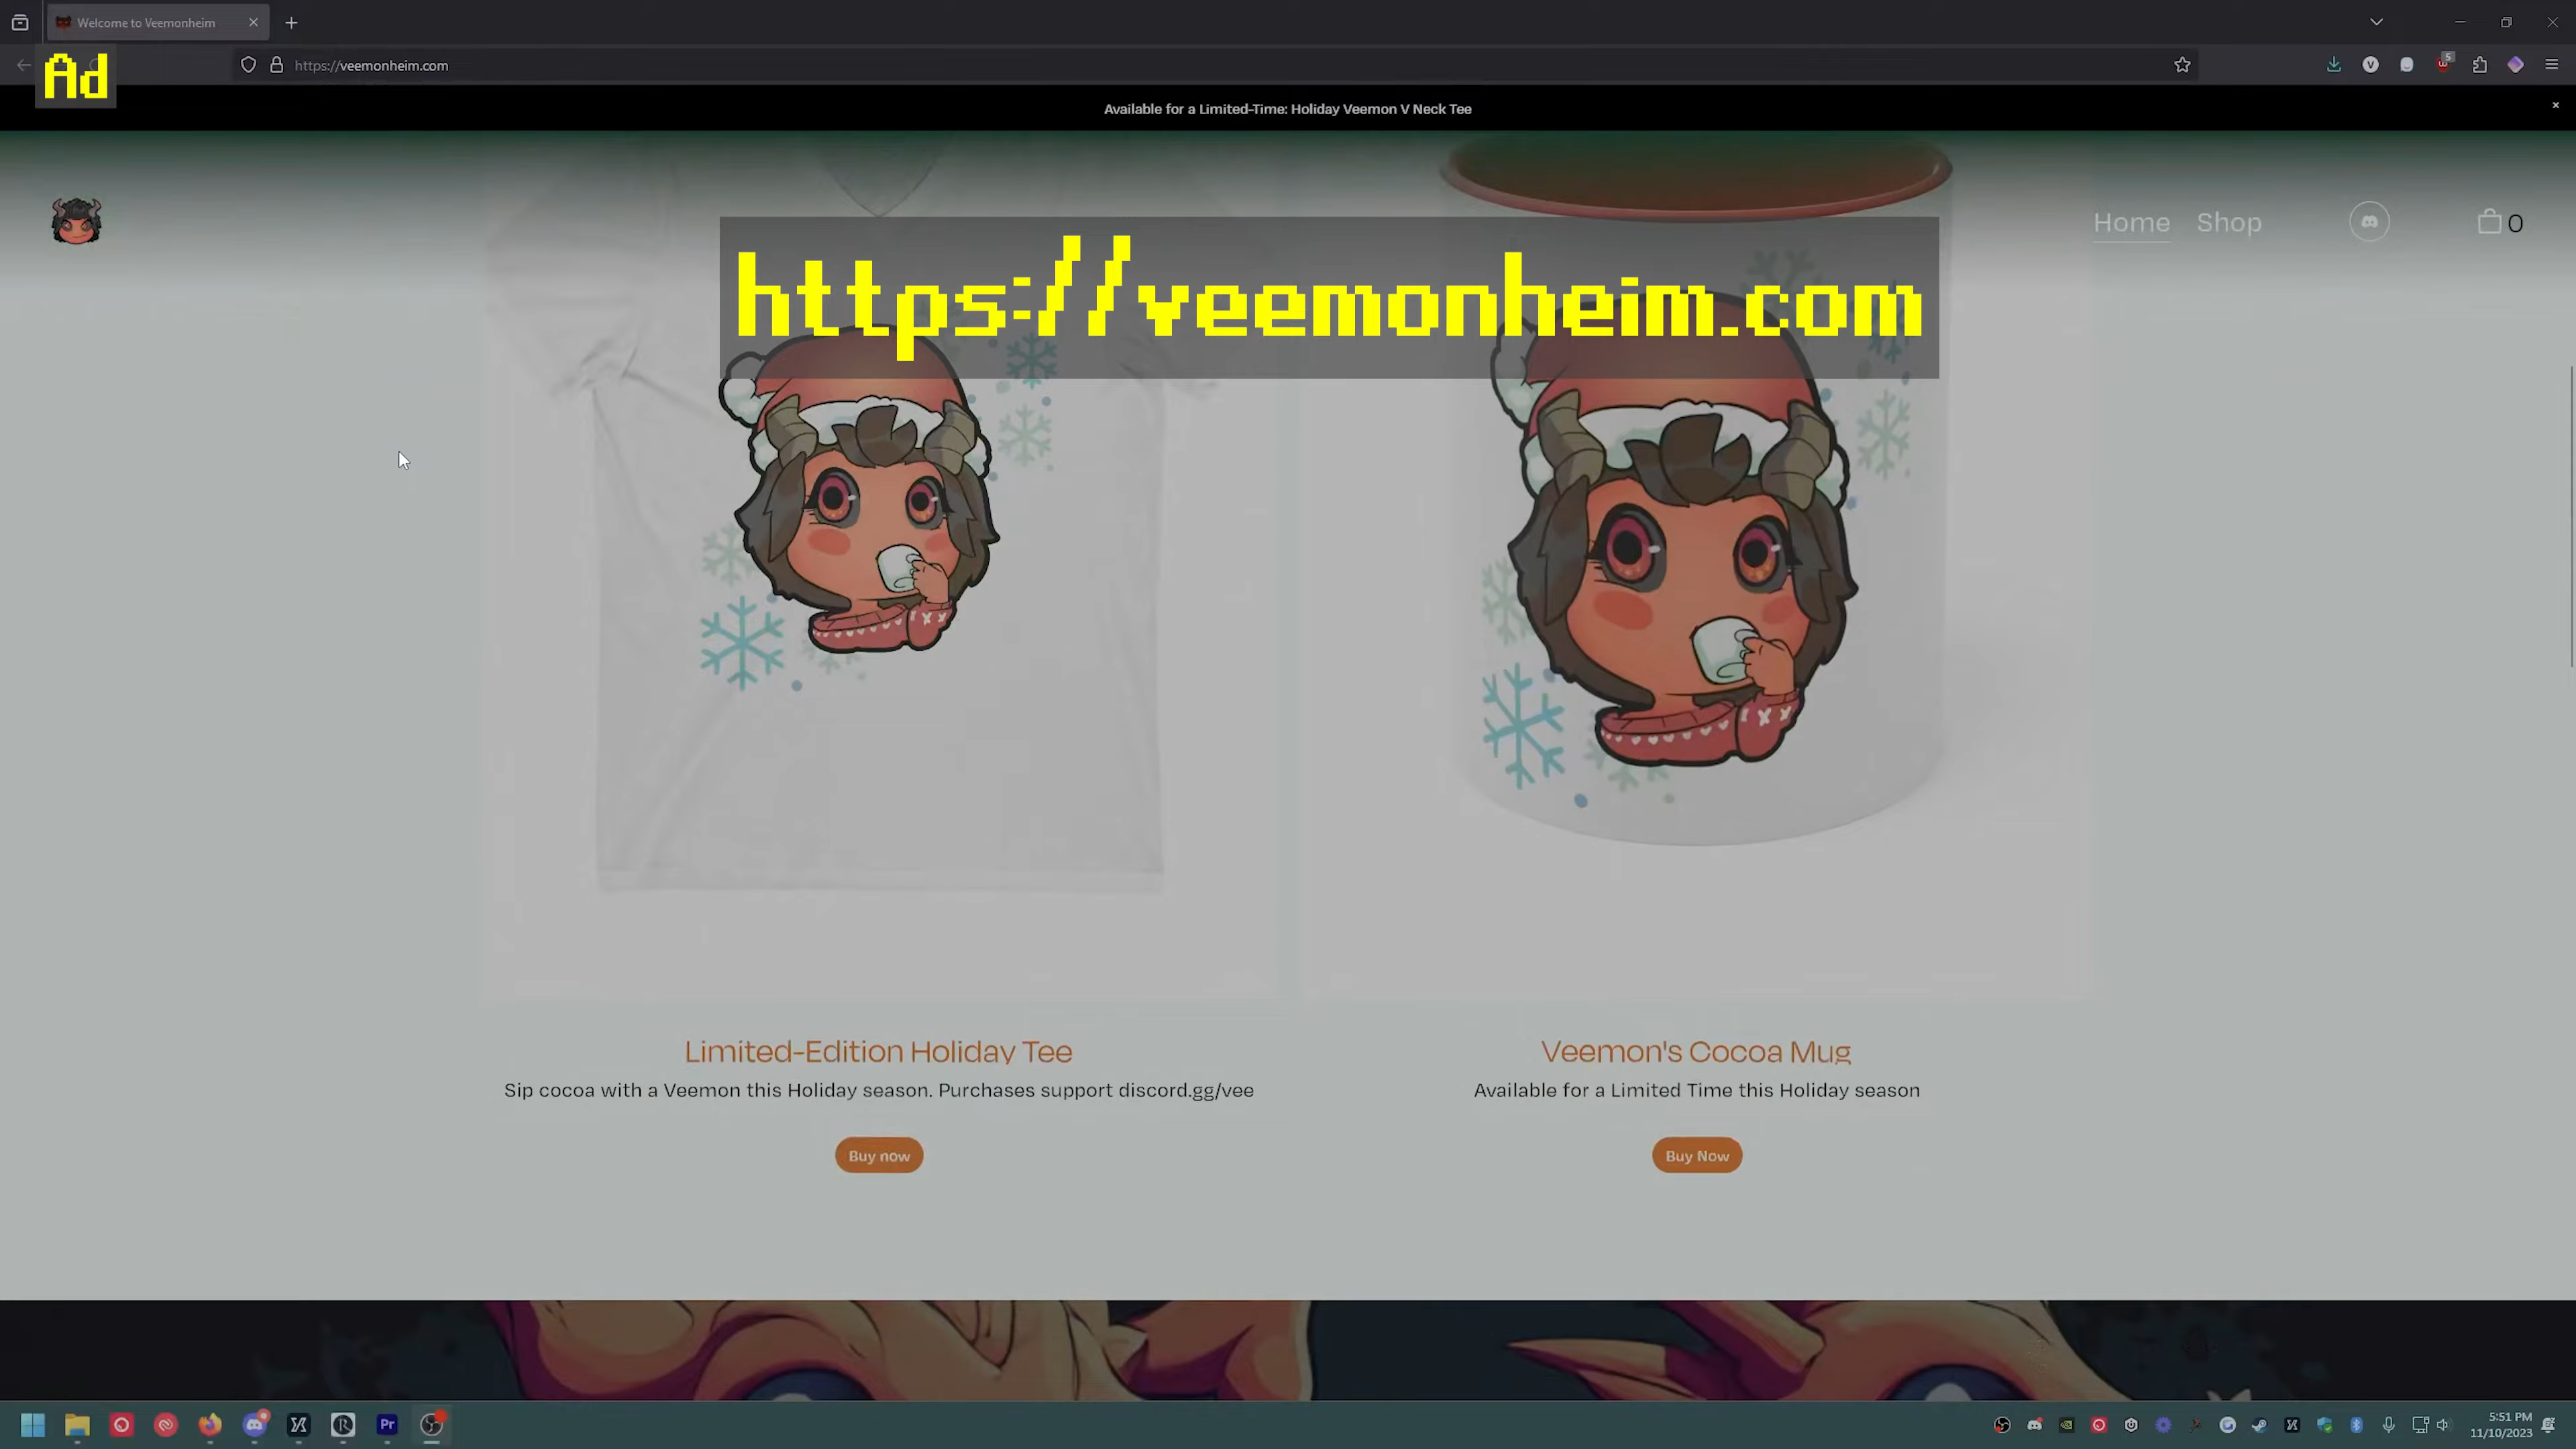 Welcome to Veemonheim
Ad
https://veemonheim.com
5
Available for a Limited-Time: Holiday Veemon V Neck Tee
Home Shop 0
https://veemonheim.com
Limited-Edition Holiday Tee
Sip cocoa with a Veemon this Holiday season. Purchases support discord.gg/vee
Buy now
Veemon's Cocoa Mug
Available for a Limited Time this Holiday season
Buy Now
Pr
5:51 PM
11/10/2023